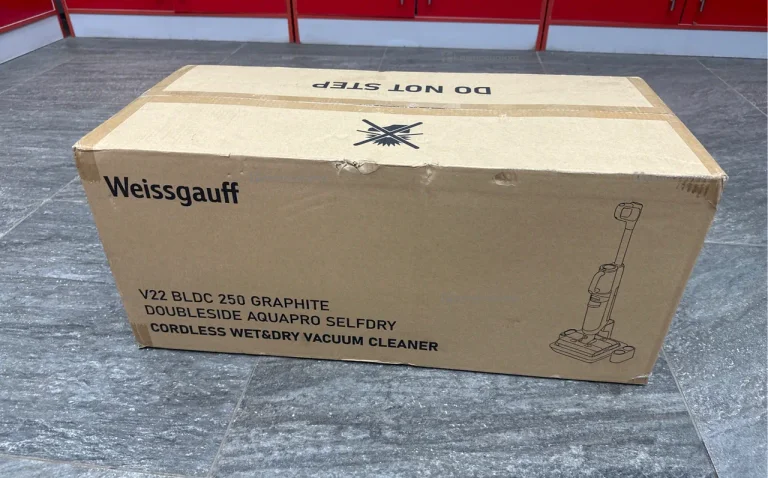 DO NOT STEP
Weissgauff
V22 BLDC 250 GRAPHITE
DOUBLESIDE AQUAPRO SELFDRY
CORDLESS WET&DRY VACUUM CLEANER